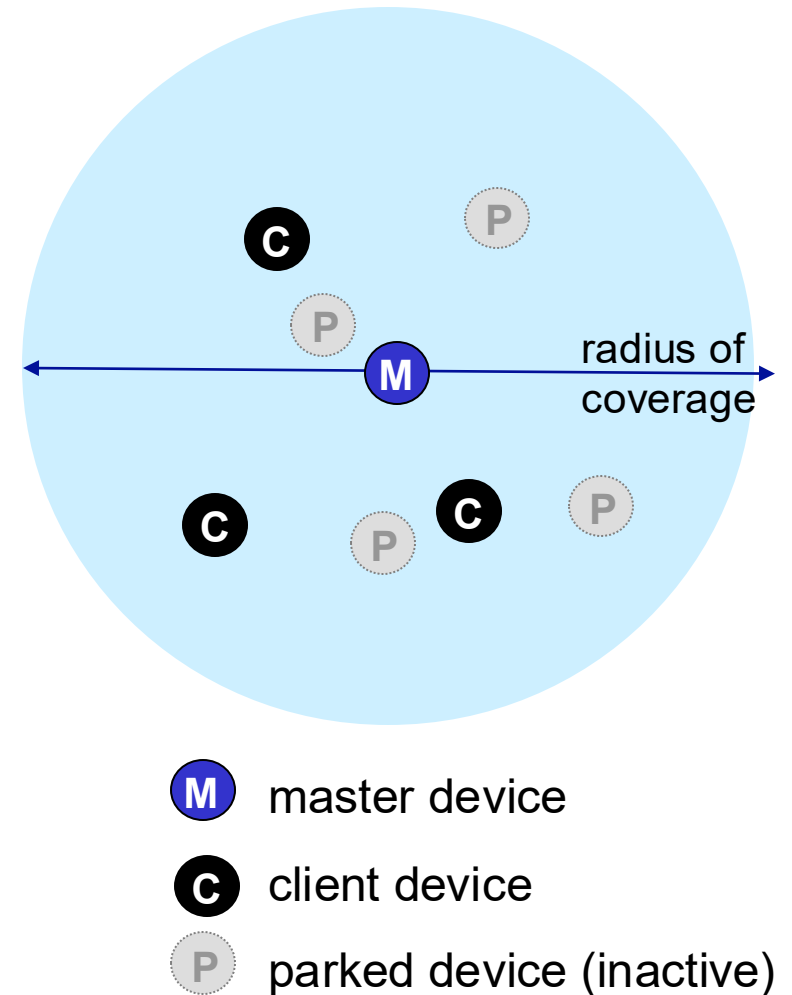 P
C
P
radius of
M
coverage
C
P
C
P
M master device
C client device
P parked device (inactive)